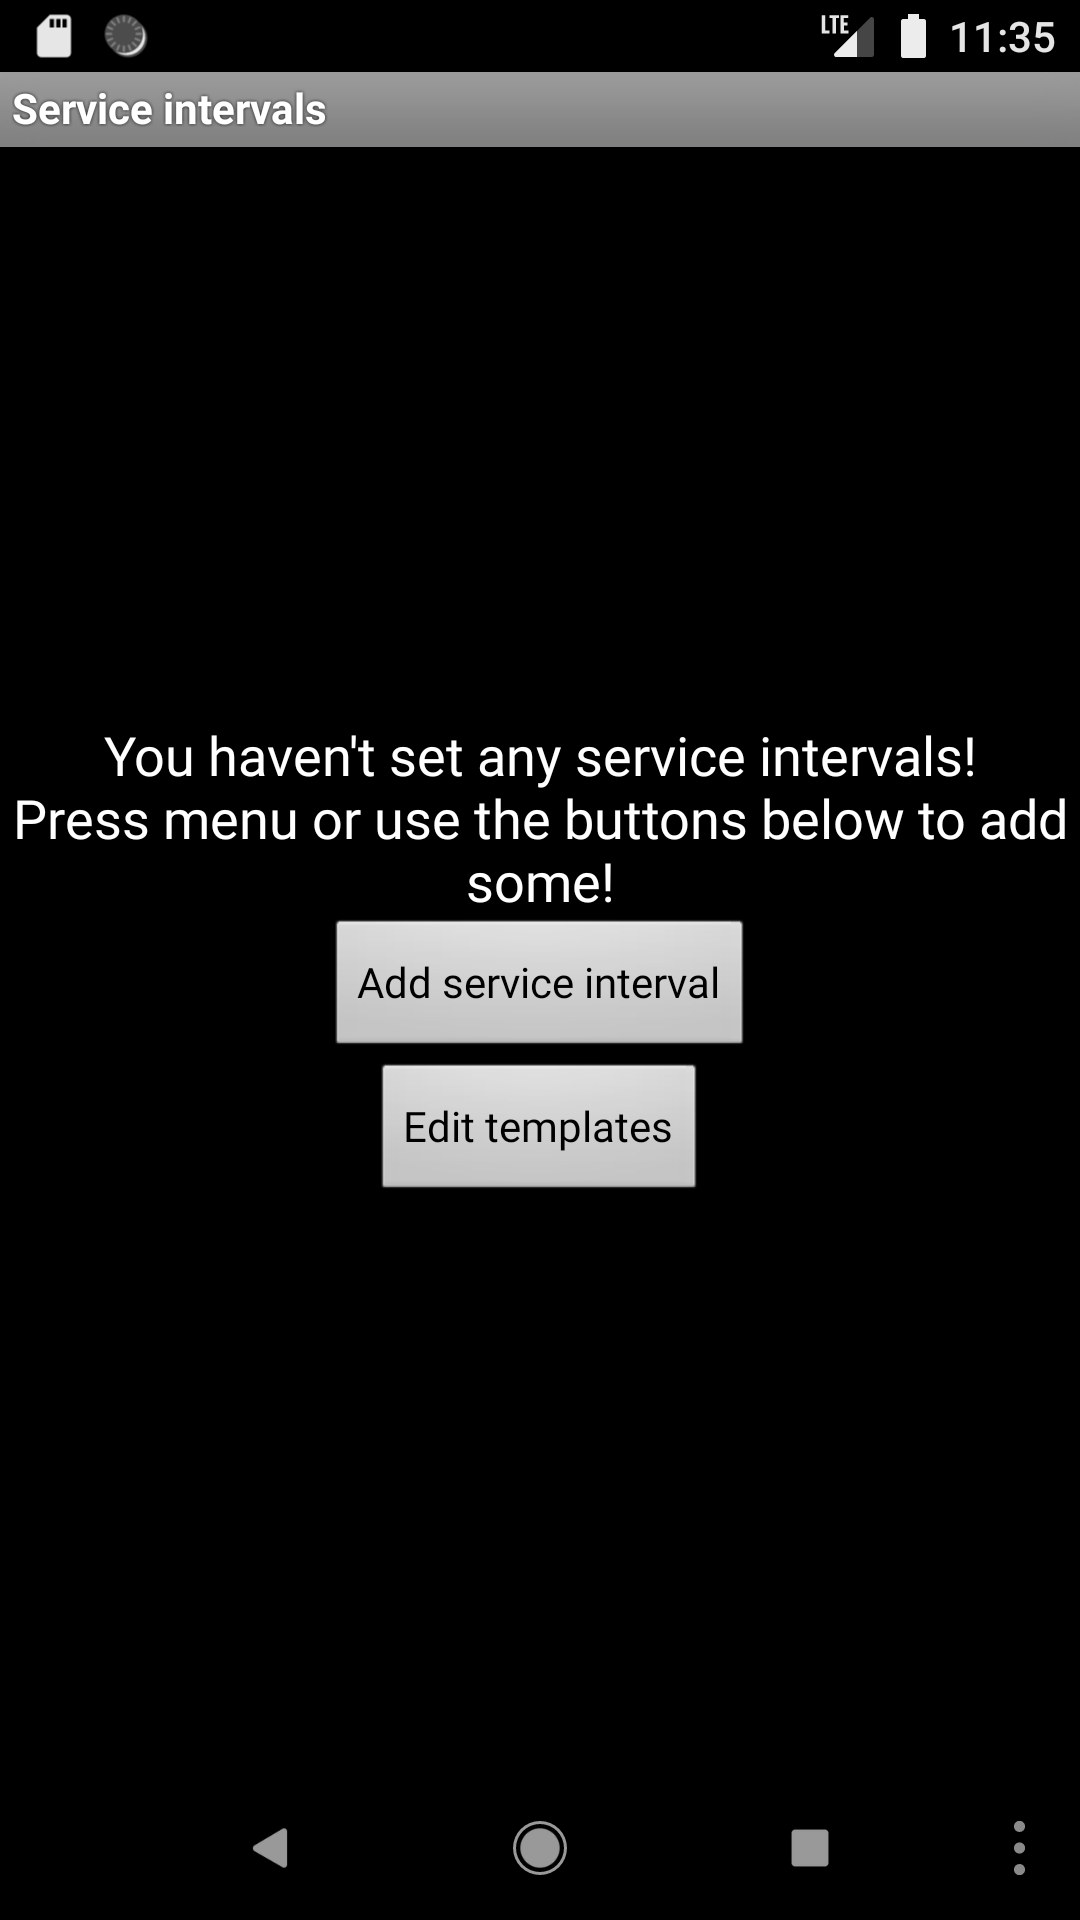 LTE 11:35
Service intervals
You haven't set any service intervals!
Press menu or use the buttons below to add
some!
Add service interval
Edit templates